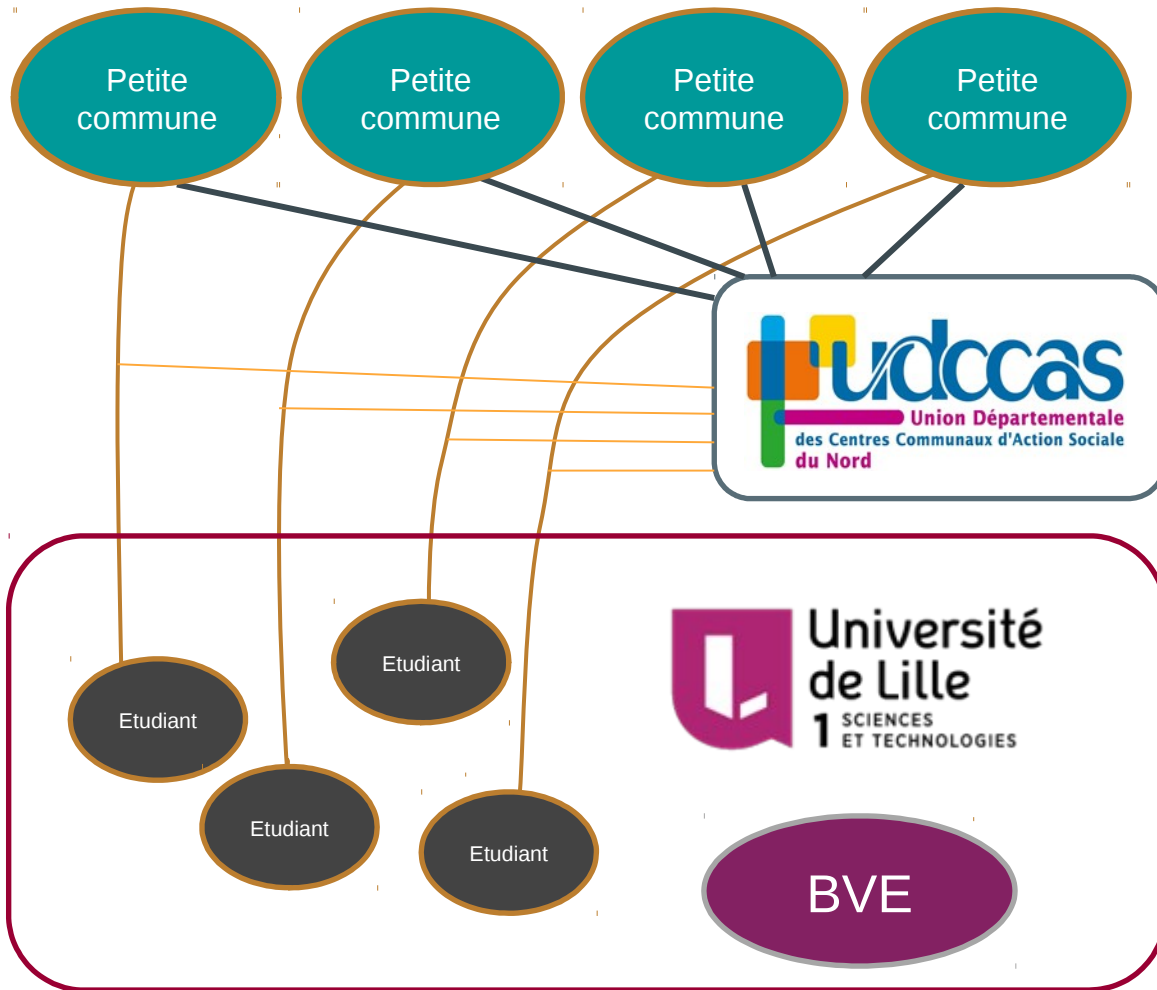 Petite
commune
Petite
commune
Petite
commune
Petite
commune
udccas
Union Départementale
des Centres Communaux d'Action Sociale
du Nord
Etudiant
Etudiant
Etudiant
Etudiant
Université
de Lille
1 SCIENCES
ET TECHNOLOGIES
BVE